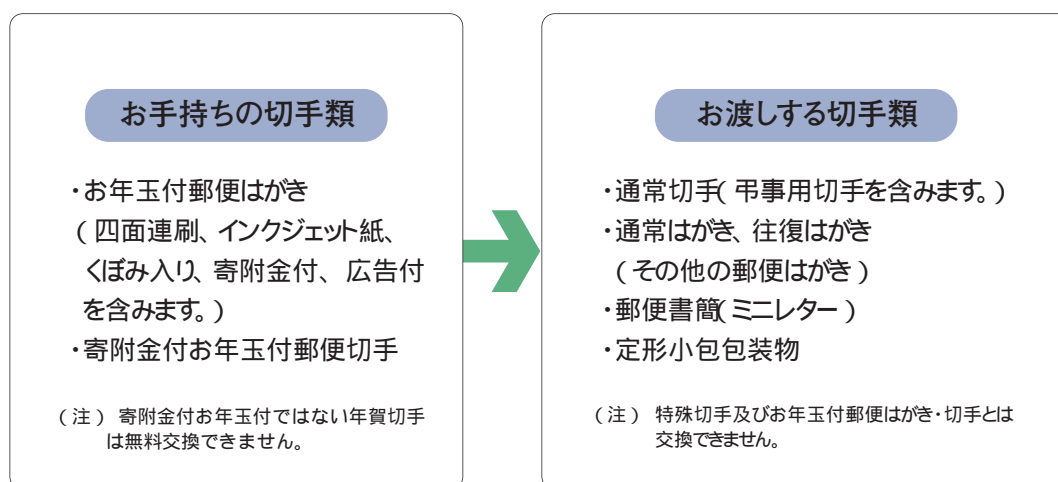 お手持ちの切手類
・お年玉付郵便はがき
（四面連刷、インクジェット紙、
くぼみ入り、寄附金付、広告付
を含みます。）
・寄附金付お年玉付郵便切手
（注） 寄附金付お年玉付ではない年賀切手
は無料交換できません。
お渡しする切手類
・通常切手（弔事用切手を含みます。）
・通常はがき、往復はがき
（その他の郵便はがき）
・郵便書簡（ミニレター）
・定形小包包装物
（注） 特殊切手及びお年玉付郵便はがき・切手とは
交換できません。